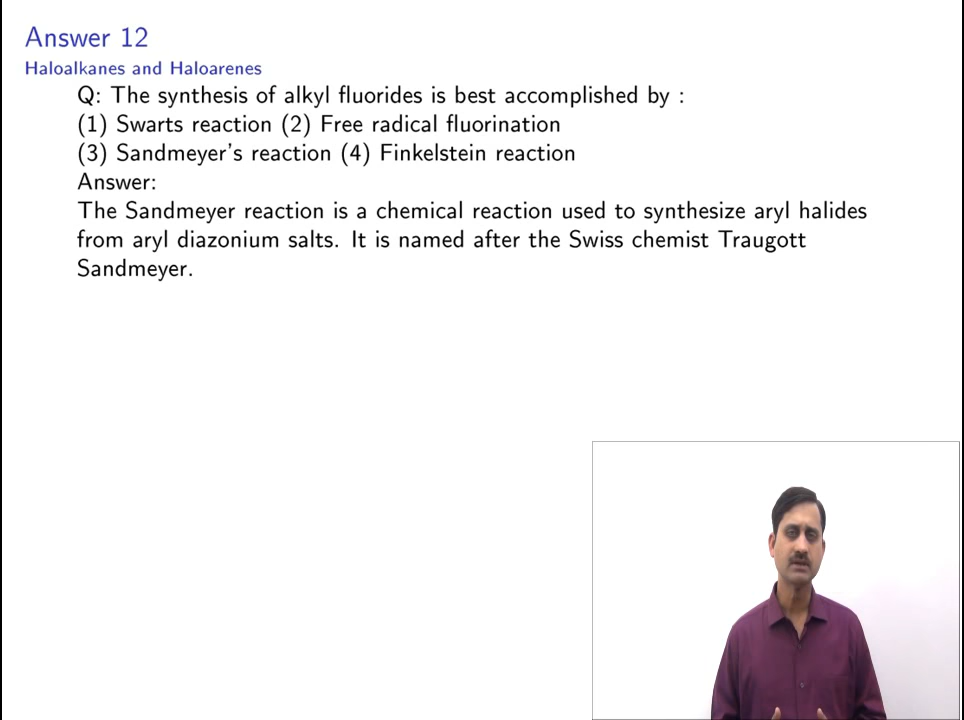 Answer 12
Haloalkanes and Haloarenes
Q: The synthesis of alkyl fluorides is best accomplished by :
(1) Swarts reaction (2) Free radical fluorination
(3) Sandmeyer's reaction (4) Finkelstein reaction
Answer:
The Sandmeyer reaction is a chemical reaction used to synthesize aryl halides
from aryl diazonium salts. It is named after the Swiss chemist Traugott
Sandmeyer.